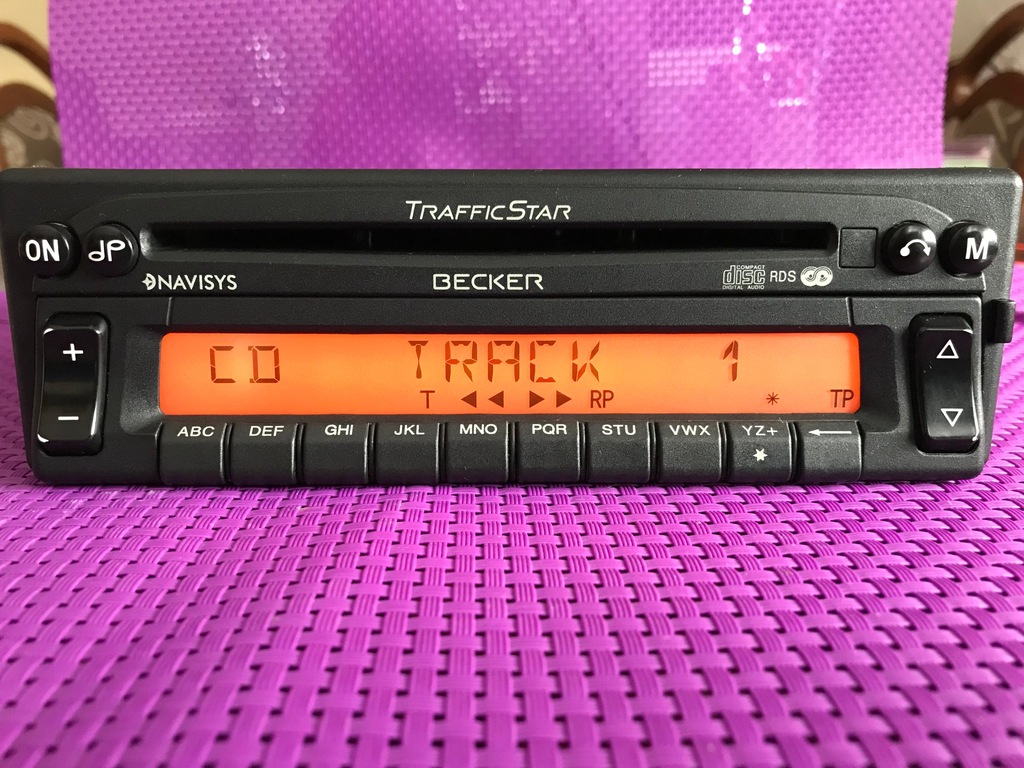 TRAFFICSTAR
ON dP M
NAVISYS BECKER COMPACT disc DIGITAL AUDIO RDS
+ −
CD TRACK 1
T ◀◀ ▶▶ RP * TP
ABC DEF GHI JKL MNO PQR STU VWX YZ+ ←
*